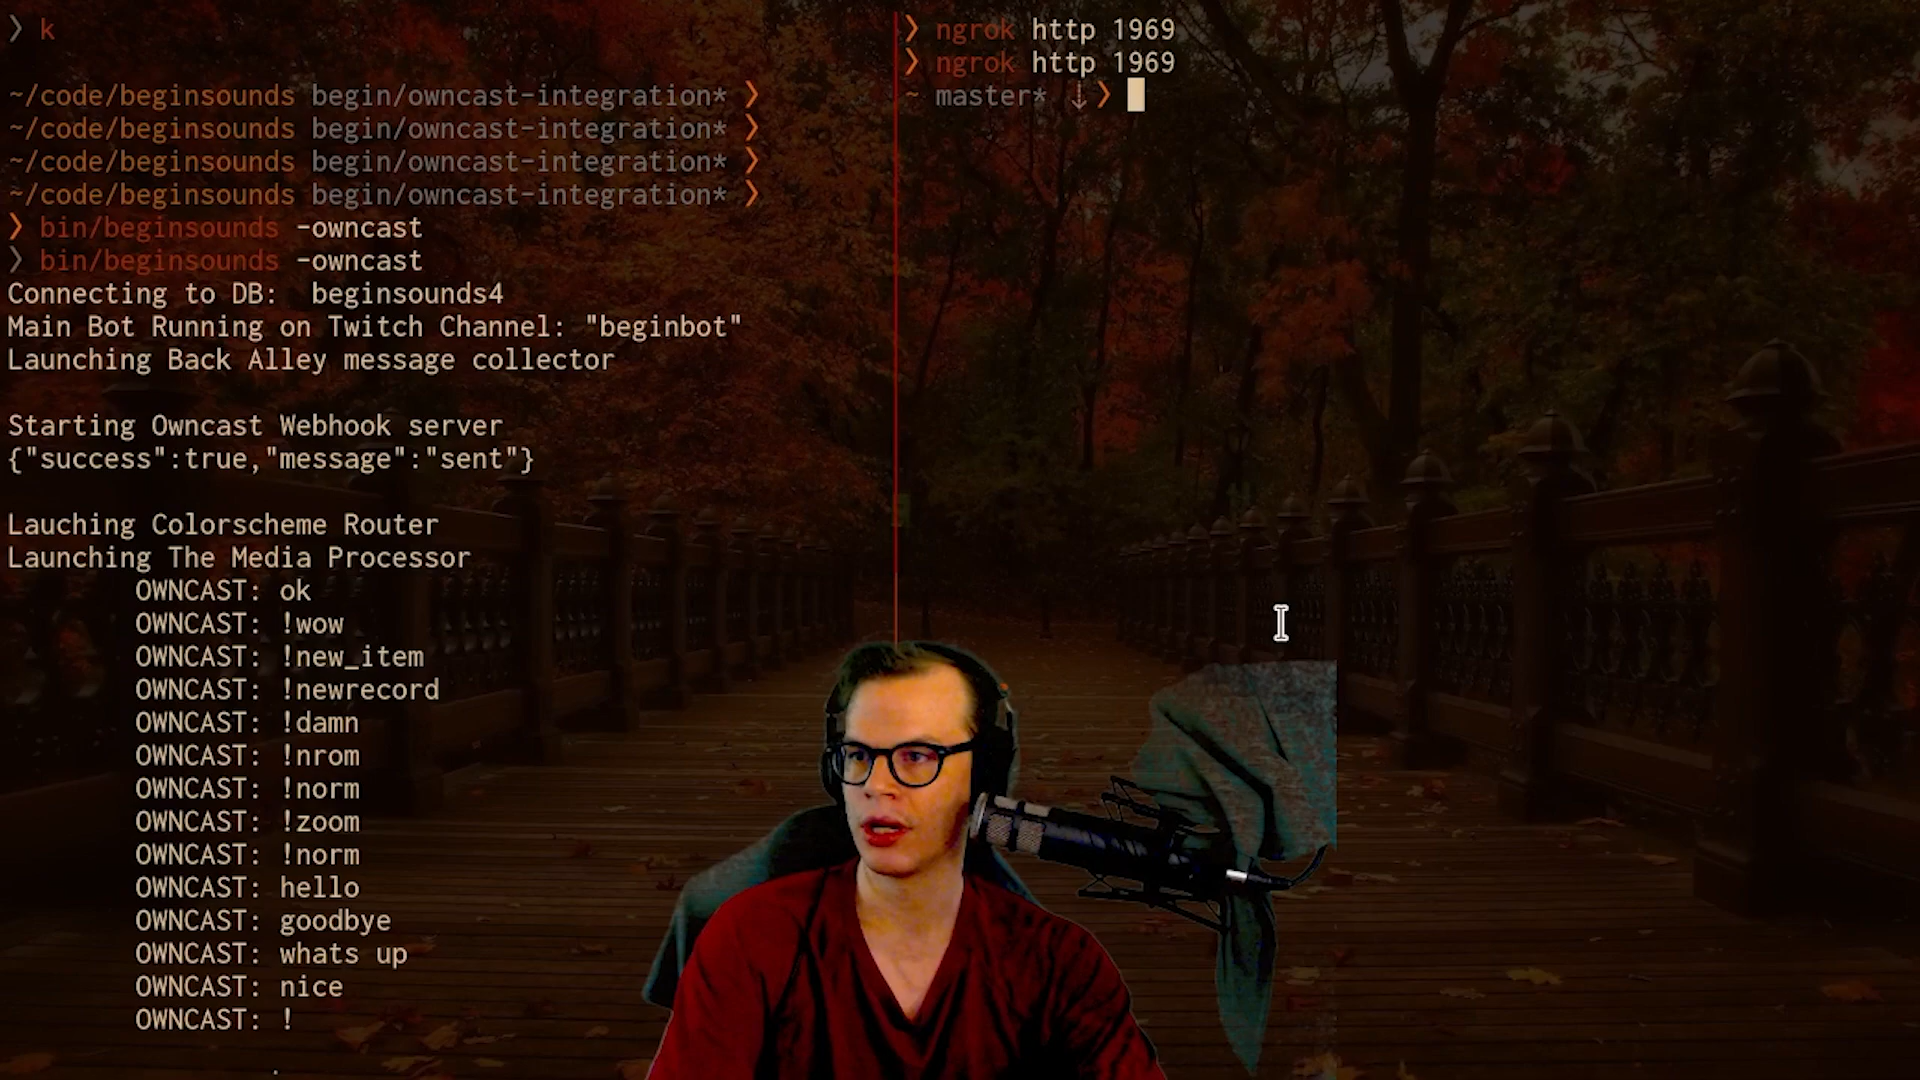 ❯ k
~/code/beginsounds begin/owncast-integration* ❯
~/code/beginsounds begin/owncast-integration* ❯
~/code/beginsounds begin/owncast-integration* ❯
~/code/beginsounds begin/owncast-integration* ❯
❯ bin/beginsounds -owncast
❯ bin/beginsounds -owncast
Connecting to DB:  beginsounds4
Main Bot Running on Twitch Channel: "beginbot"
Launching Back Alley message collector
Starting Owncast Webhook server
{"success":true,"message":"sent"}
Lauching Colorscheme Router
Launching The Media Processor
OWNCAST: ok
OWNCAST: !wow
OWNCAST: !new_item
OWNCAST: !newrecord
OWNCAST: !damn
OWNCAST: !nrom
OWNCAST: !norm
OWNCAST: !zoom
OWNCAST: !norm
OWNCAST: hello
OWNCAST: goodbye
OWNCAST: whats up
OWNCAST: nice
OWNCAST: !
❯ ngrok http 1969
❯ ngrok http 1969
~ master* ↓❯